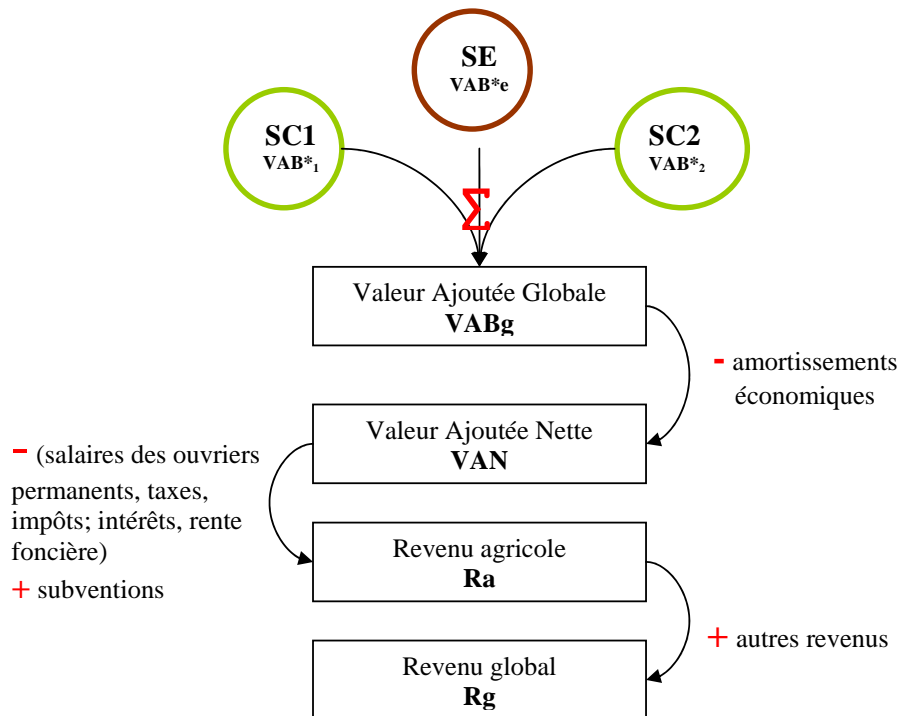 SE
VAB*e
SC1
VAB*₁
SC2
VAB*₂
Σ
Valeur Ajoutée Globale
VABg
- amortissements
économiques
Valeur Ajoutée Nette
VAN
- (salaires des ouvriers
permanents, taxes,
impôts; intérêts, rente
foncière)
+ subventions
Revenu agricole
Ra
+ autres revenus
Revenu global
Rg